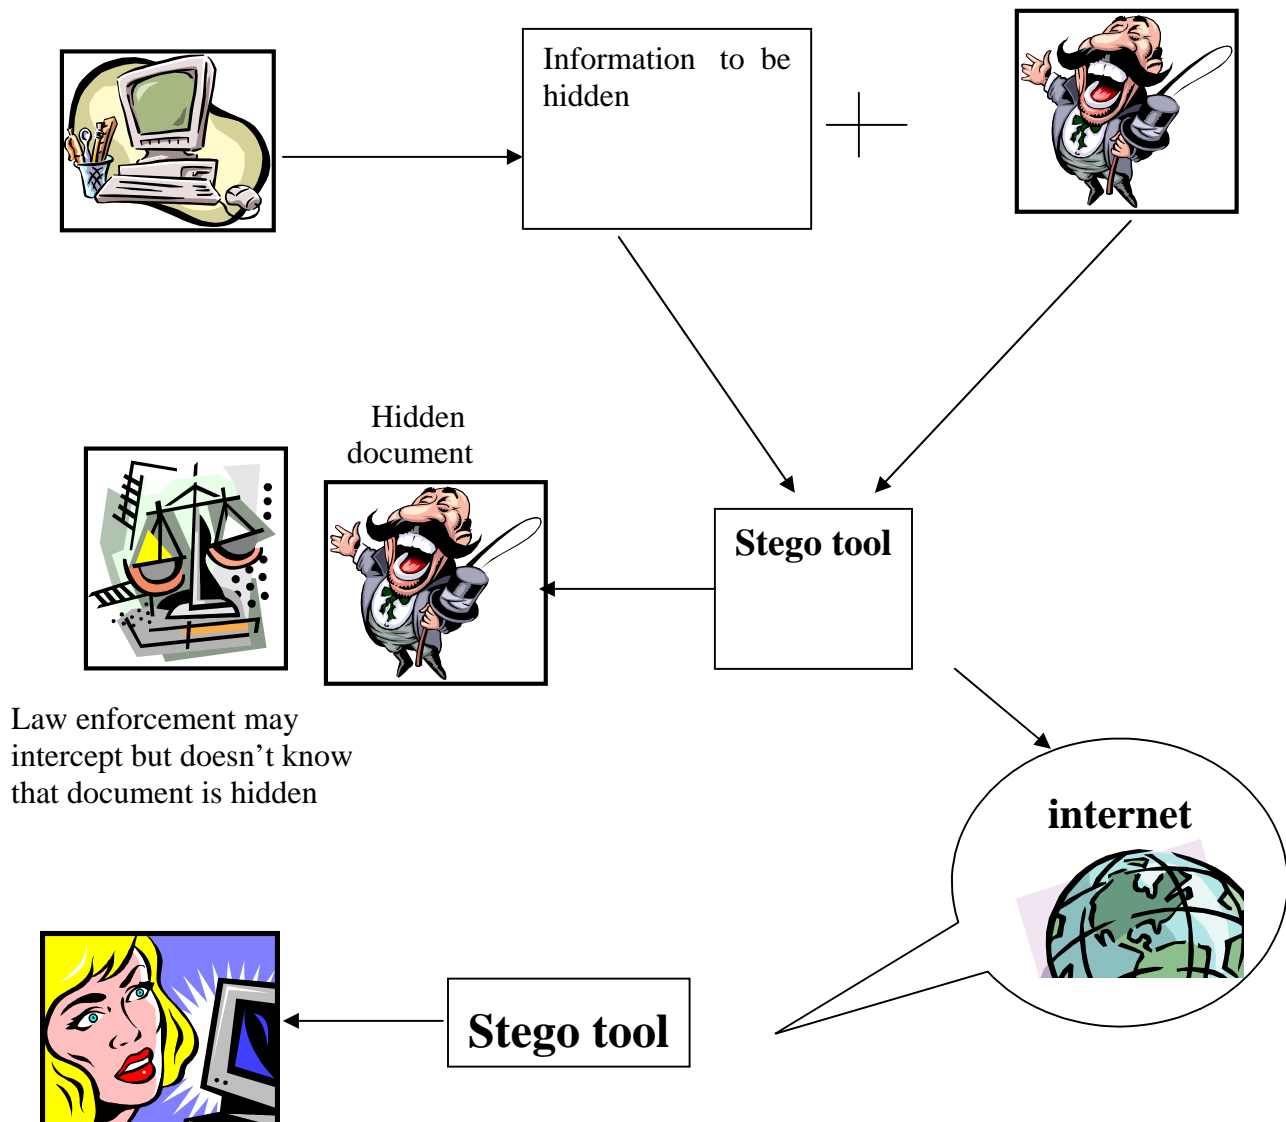 Information to be
hidden
Hidden
document
Stego tool
Law enforcement may
intercept but doesn’t know
that document is hidden
internet
Stego tool